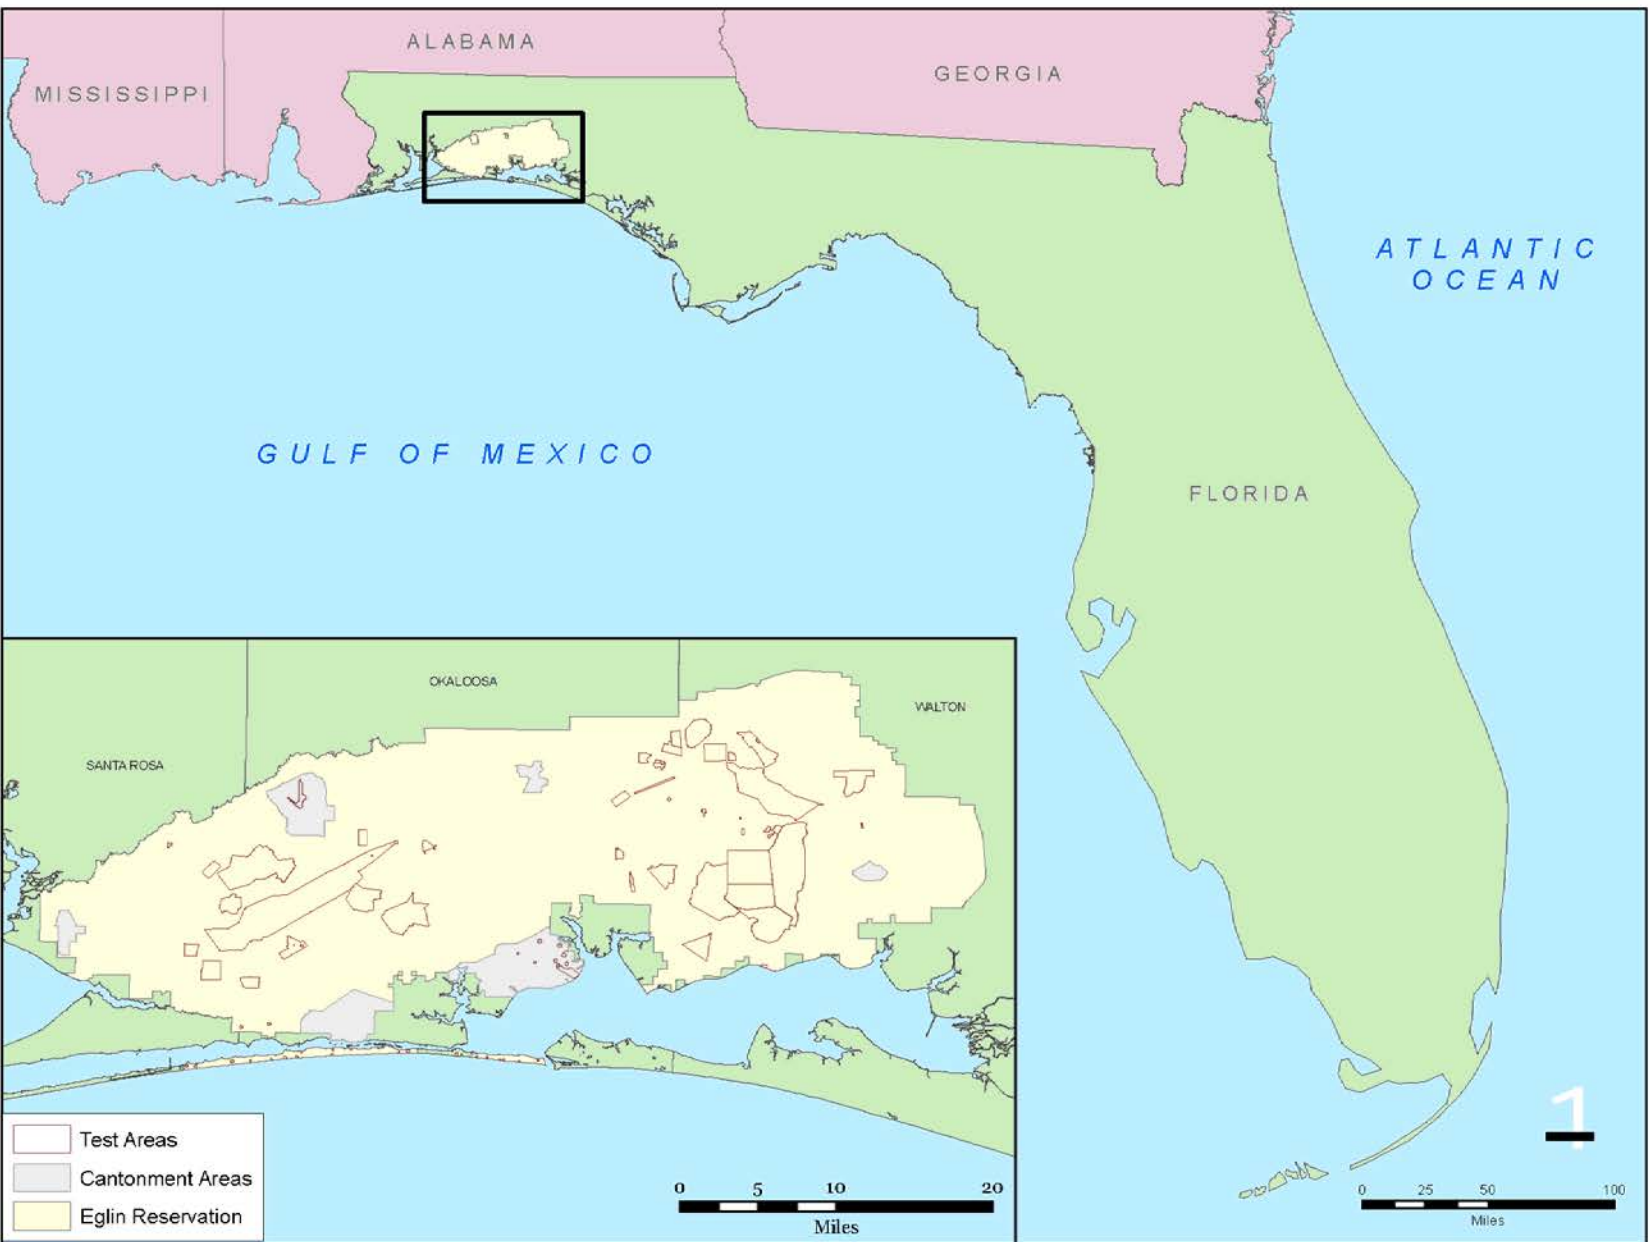 ALABAMA
GEORGIA
MISSISSIPPI
ATLANTIC
OCEAN
GULF OF MEXICO
FLORIDA
OKALOOSA
WALTON
SANTA ROSA
Test Areas
Cantonment Areas
Eglin Reservation
0 5 10 20
Miles
1
0 25 50 100
Miles